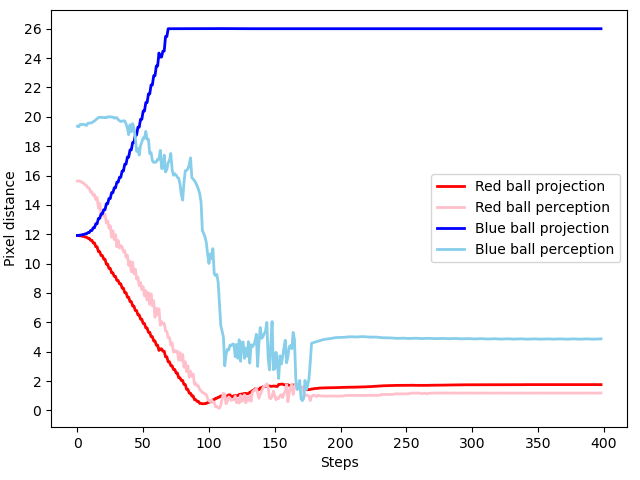 26
24
22
20
18
16
14
12
10
8
6
4
2
0
Pixel distance
Red ball projection
Red ball perception
Blue ball projection
Blue ball perception
0 50 100 150 200 250 300 350 400
Steps